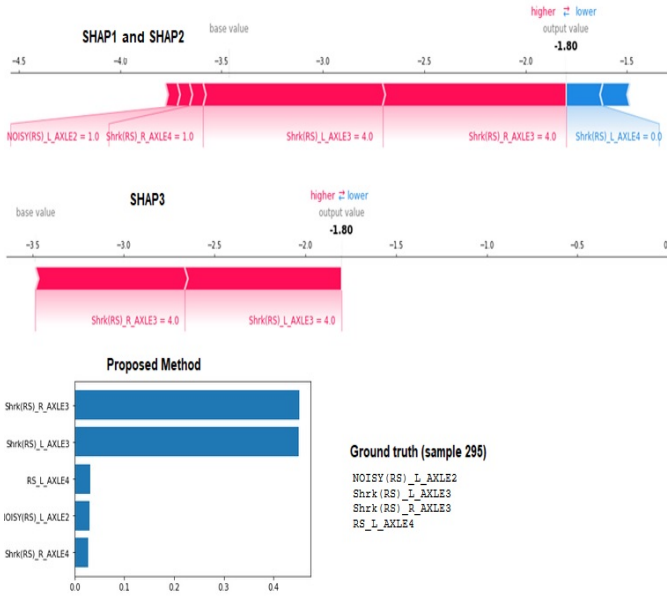 higher ⇄ lower
SHAP1 and SHAP2
base value
output value
-1.80
−4.5 −4.0 −3.0 −2.5 −2.0 −1.5
NOISY(RS)_L_AXLE2 = 1.0 Shrk(RS)_R_AXLE4 = 1.0 Shrk(RS)_L_AXLE3 = 4.0 Shrk(RS)_R_AXLE3 = 4.0 Shrk(RS)_L_AXLE4 = 0.0
SHAP3
higher ⇄ lower
base value
output value
-1.80
−3.5 −3.0 −2.5 −2.0 −1.5 −1.0 −0.5 0
Shrk(RS)_R_AXLE3 = 4.0 Shrk(RS)_L_AXLE3 = 4.0
Proposed Method
Shrk(RS)_R_AXLE3
Shrk(RS)_L_AXLE3
RS_L_AXLE4
IOISY(RS)_L_AXLE2
Shrk(RS)_R_AXLE4
0.0 0.1 0.2 0.3 0.4
Ground truth (sample 295)
NOISY(RS)_L_AXLE2
Shrk(RS)_L_AXLE3
Shrk(RS)_R_AXLE3
RS_L_AXLE4